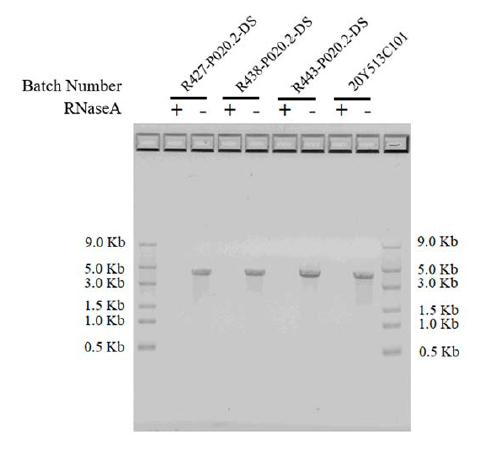 R427-P020.2-DS R438-P020.2-DS R443-P020.2-DS 20Y513C101
Batch Number
RNaseA + - + - + - + -
9.0 Kb 9.0 Kb
5.0 Kb 5.0 Kb
3.0 Kb 3.0 Kb
1.5 Kb 1.5 Kb
1.0 Kb 1.0 Kb
0.5 Kb 0.5 Kb